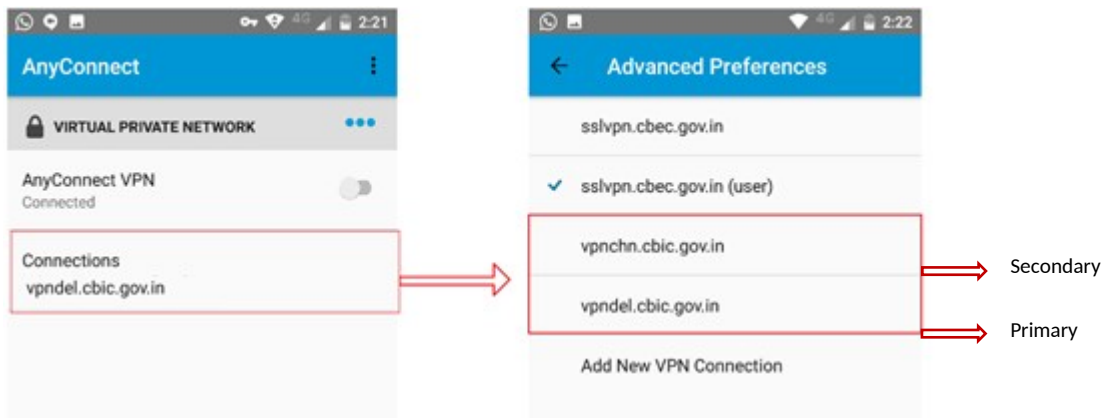 4G 2:21
AnyConnect
VIRTUAL PRIVATE NETWORK
AnyConnect VPN
Connected
Connections
vpndel.cbic.gov.in
4G 2:22
Advanced Preferences
sslvpn.cbec.gov.in
sslvpn.cbec.gov.in (user)
vpnchn.cbic.gov.in
vpndel.cbic.gov.in
Add New VPN Connection
Secondary
Primary